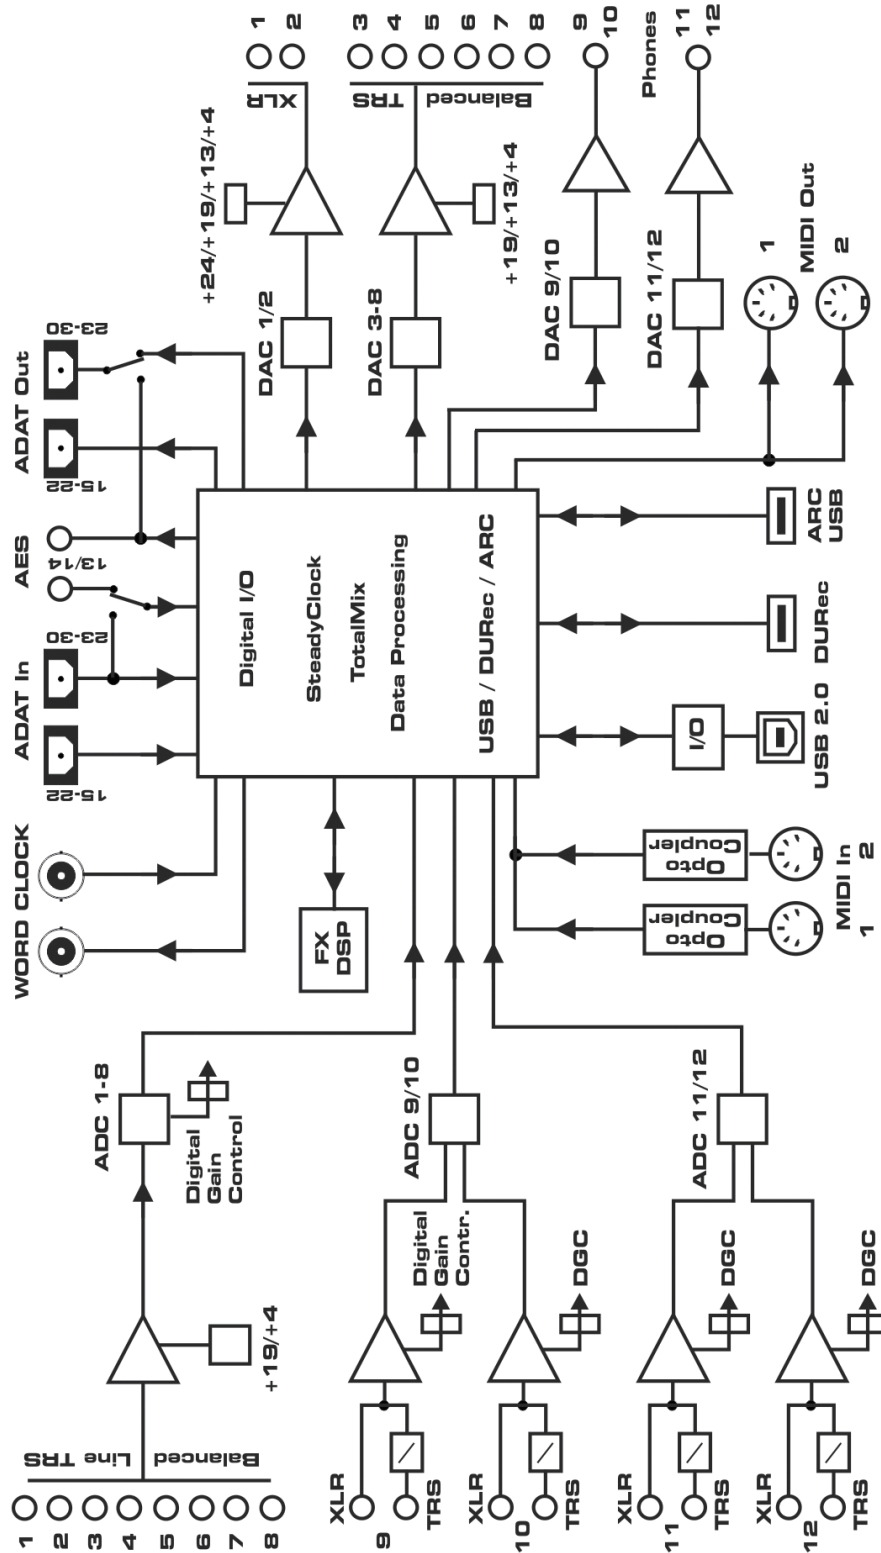 1
2
3
4
5
6
7
8
Balanced
Line TRS
+19/+4
ADC 1-8
Digital
Gain
Control
WORD CLOCK
ADAT In
15-22
23-30
AES
13/14
ADAT Out
15-22
23-30
Digital I/O
SteadyClock
TotalMix
Data Processing
USB / DURec / ARC
FX
DSP
DAC 1/2
+24/+19/+13/+4
XLR
1
2
DAC 3-8
+19/+13/+4
TRS
Balanced
3
4
5
6
7
8
DAC 9/10
9
10
Phones
DAC 11/12
11
12
MIDI Out
1
2
XLR
9
TRS
Digital
Gain
Contr.
XLR
10
TRS
DGC
ADC 9/10
XLR
11
TRS
DGC
XLR
12
TRS
DGC
ADC 11/12
Opto
Coupler
Opto
Coupler
MIDI In
1
2
I/O
USB 2.0
DURec
ARC
USB